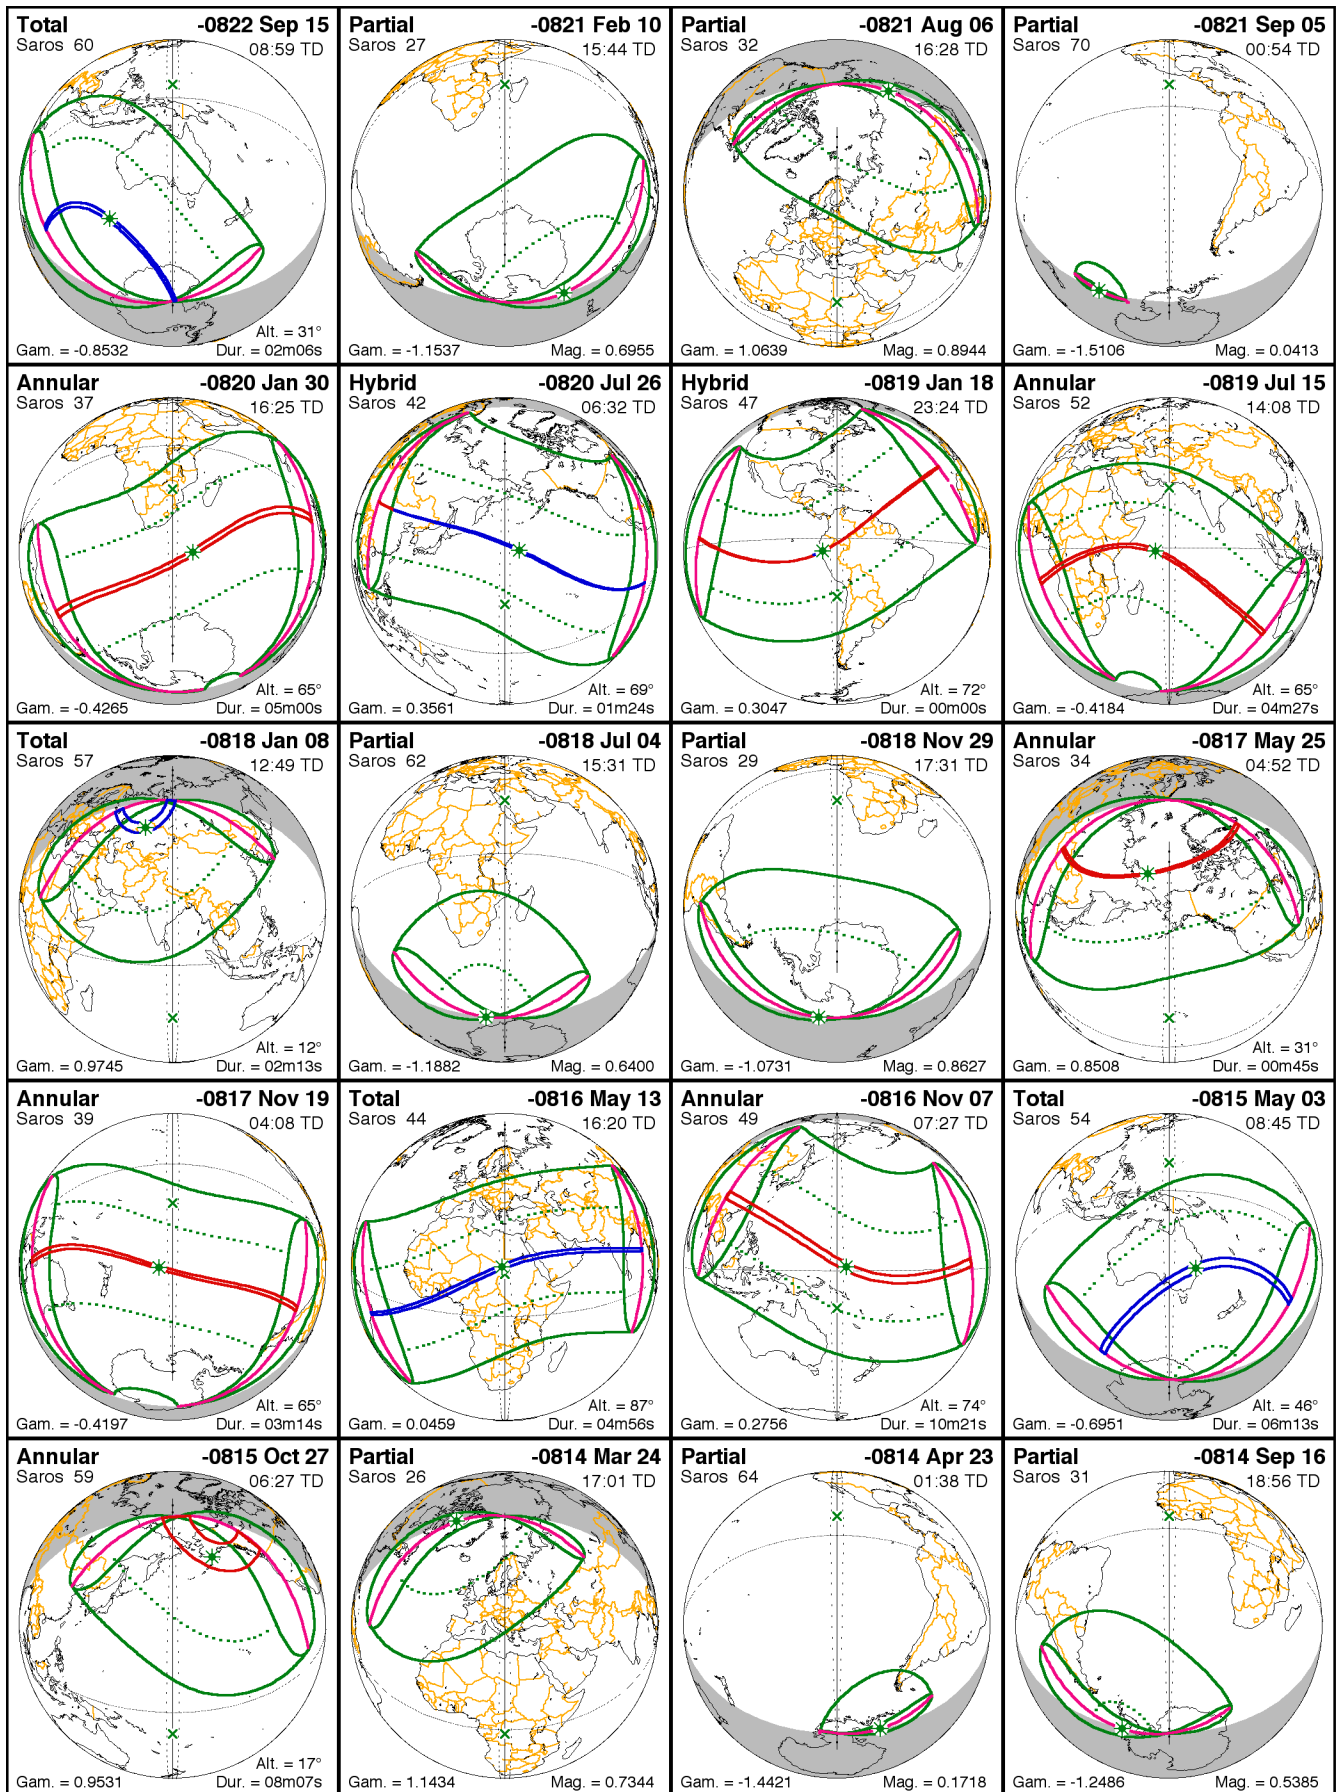 Total -0822 Sep 15
Saros 60 08:59 TD
Alt. = 31°
Gam. = -0.8532 Dur. = 02m06s
Partial -0821 Feb 10
Saros 27 15:44 TD
Gam. = -1.1537 Mag. = 0.6955
Partial -0821 Aug 06
Saros 32 16:28 TD
Gam. = 1.0639 Mag. = 0.8944
Partial -0821 Sep 05
Saros 70 00:54 TD
Gam. = -1.5106 Mag. = 0.0413
Annular -0820 Jan 30
Saros 37 16:25 TD
Alt. = 65°
Gam. = -0.4265 Dur. = 05m00s
Hybrid -0820 Jul 26
Saros 42 06:32 TD
Alt. = 69°
Gam. = 0.3561 Dur. = 01m24s
Hybrid -0819 Jan 18
Saros 47 23:24 TD
Alt. = 72°
Gam. = 0.3047 Dur. = 00m00s
Annular -0819 Jul 15
Saros 52 14:08 TD
Alt. = 65°
Gam. = -0.4184 Dur. = 04m27s
Total -0818 Jan 08
Saros 57 12:49 TD
Alt. = 12°
Gam. = 0.9745 Dur. = 02m13s
Partial -0818 Jul 04
Saros 62 15:31 TD
Gam. = -1.1882 Mag. = 0.6400
Partial -0818 Nov 29
Saros 29 17:31 TD
Gam. = -1.0731 Mag. = 0.8627
Annular -0817 May 25
Saros 34 04:52 TD
Alt. = 31°
Gam. = 0.8508 Dur. = 00m45s
Annular -0817 Nov 19
Saros 39 04:08 TD
Alt. = 65°
Gam. = -0.4197 Dur. = 03m14s
Total -0816 May 13
Saros 44 16:20 TD
Alt. = 87°
Gam. = 0.0459 Dur. = 04m56s
Annular -0816 Nov 07
Saros 49 07:27 TD
Alt. = 74°
Gam. = 0.2756 Dur. = 10m21s
Total -0815 May 03
Saros 54 08:45 TD
Alt. = 46°
Gam. = -0.6951 Dur. = 06m13s
Annular -0815 Oct 27
Saros 59 06:27 TD
Alt. = 17°
Gam. = 0.9531 Dur. = 08m07s
Partial -0814 Mar 24
Saros 26 17:01 TD
Gam. = 1.1434 Mag. = 0.7344
Partial -0814 Apr 23
Saros 64 01:38 TD
Gam. = -1.4421 Mag. = 0.1718
Partial -0814 Sep 16
Saros 31 18:56 TD
Gam. = -1.2486 Mag. = 0.5385